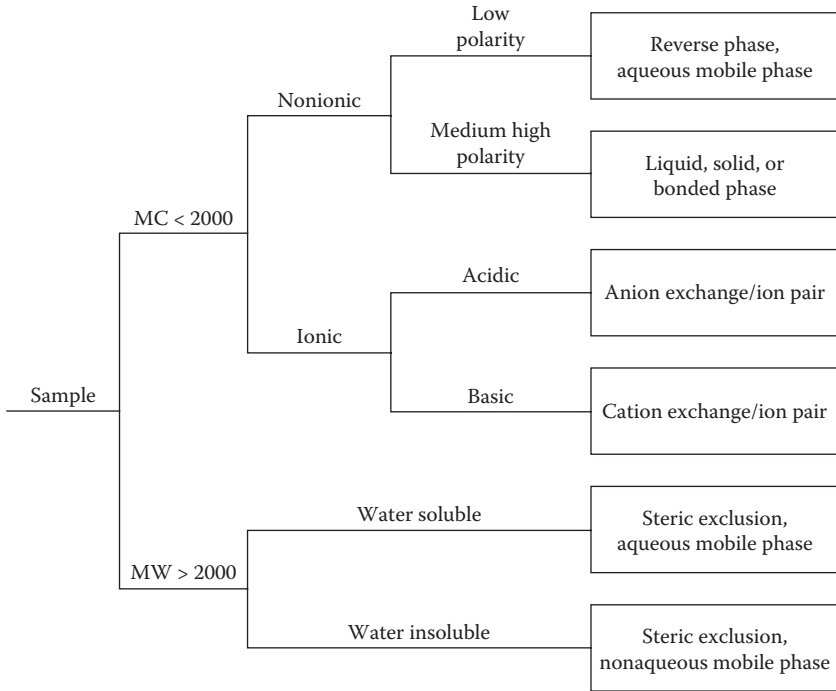 Low
polarity
Reverse phase,
aqueous mobile phase
Nonionic
Medium high
polarity
Liquid, solid, or
bonded phase
MC < 2000
Acidic
Anion exchange/ion pair
Ionic
Basic
Cation exchange/ion pair
Sample
Water soluble
Steric exclusion,
aqueous mobile phase
MW > 2000
Water insoluble
Steric exclusion,
nonaqueous mobile phase